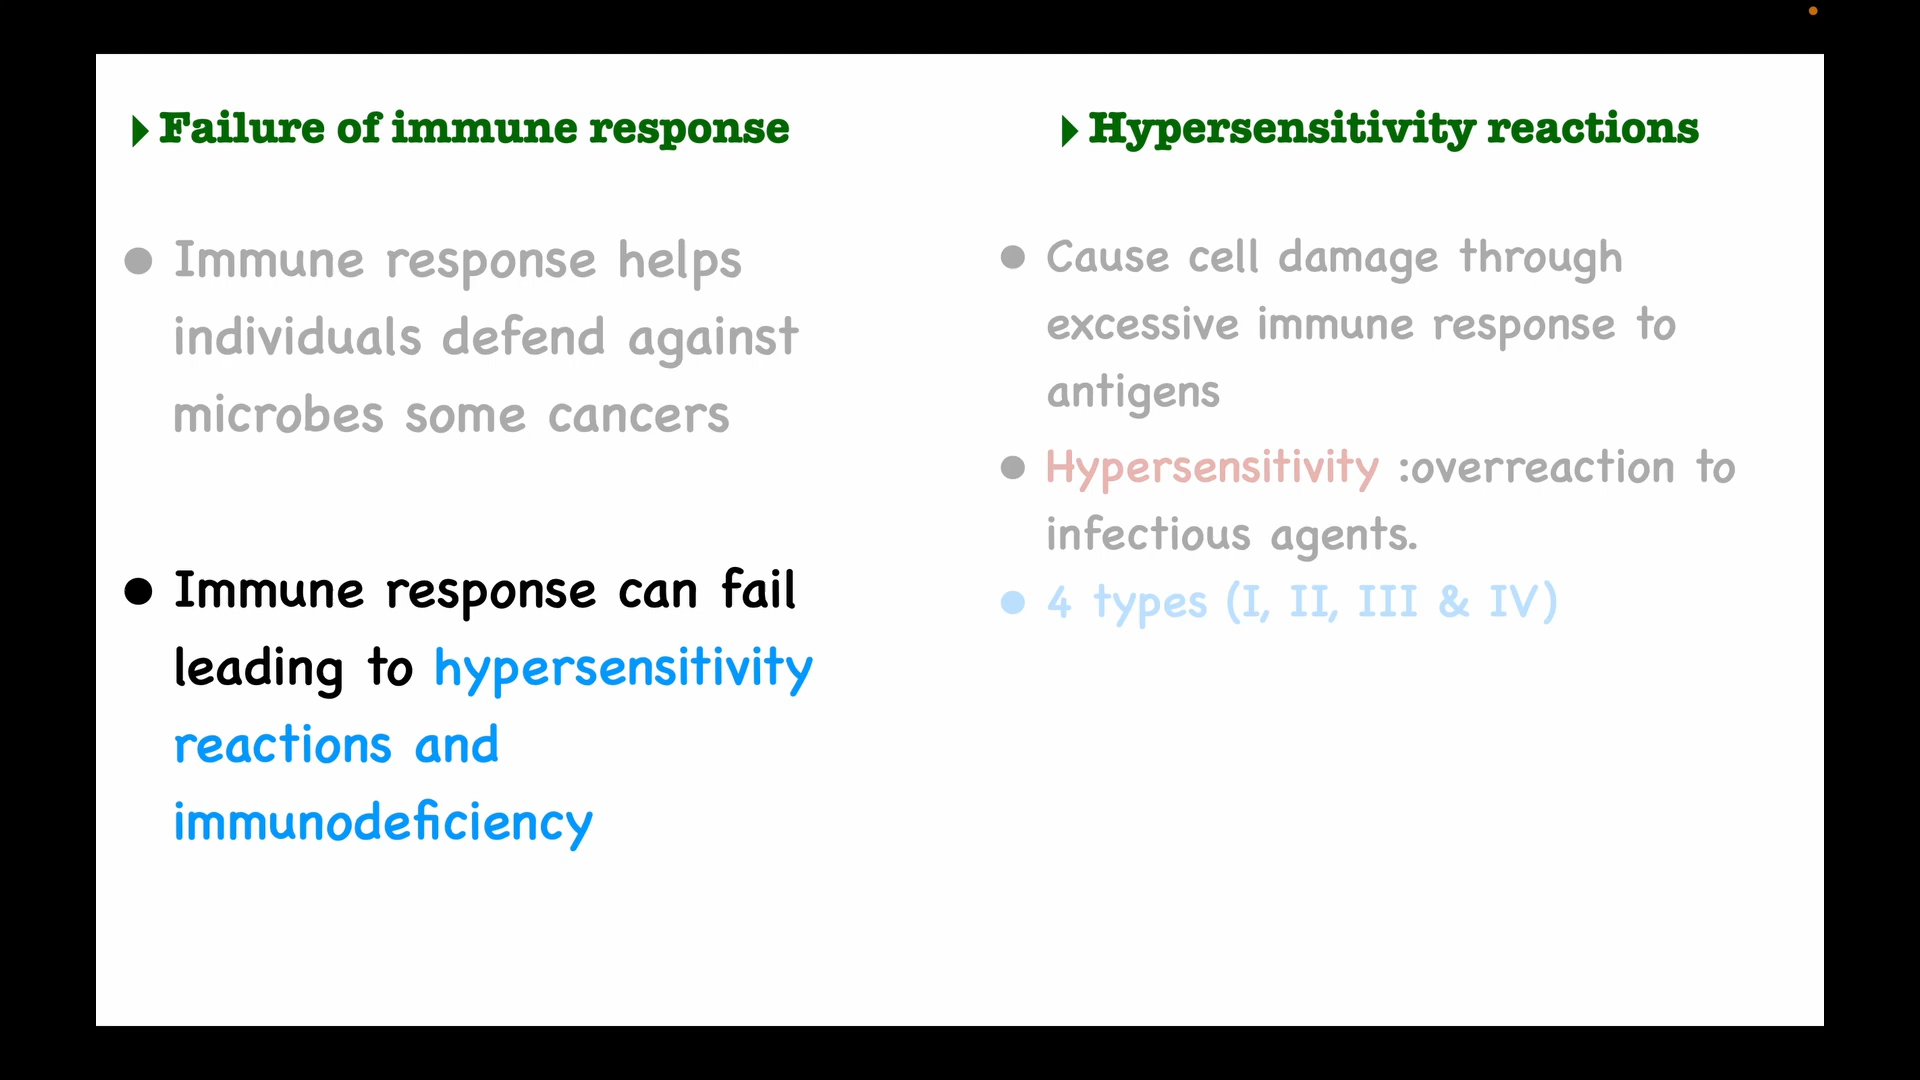 Failure of immune response
Immune response helps
individuals defend against
microbes some cancers
Immune response can fail
leading to hypersensitivity
reactions and
immunodeficiency
Hypersensitivity reactions
Cause cell damage through
excessive immune response to
antigens
Hypersensitivity :overreaction to
infectious agents.
4 types (I, II, III & IV)